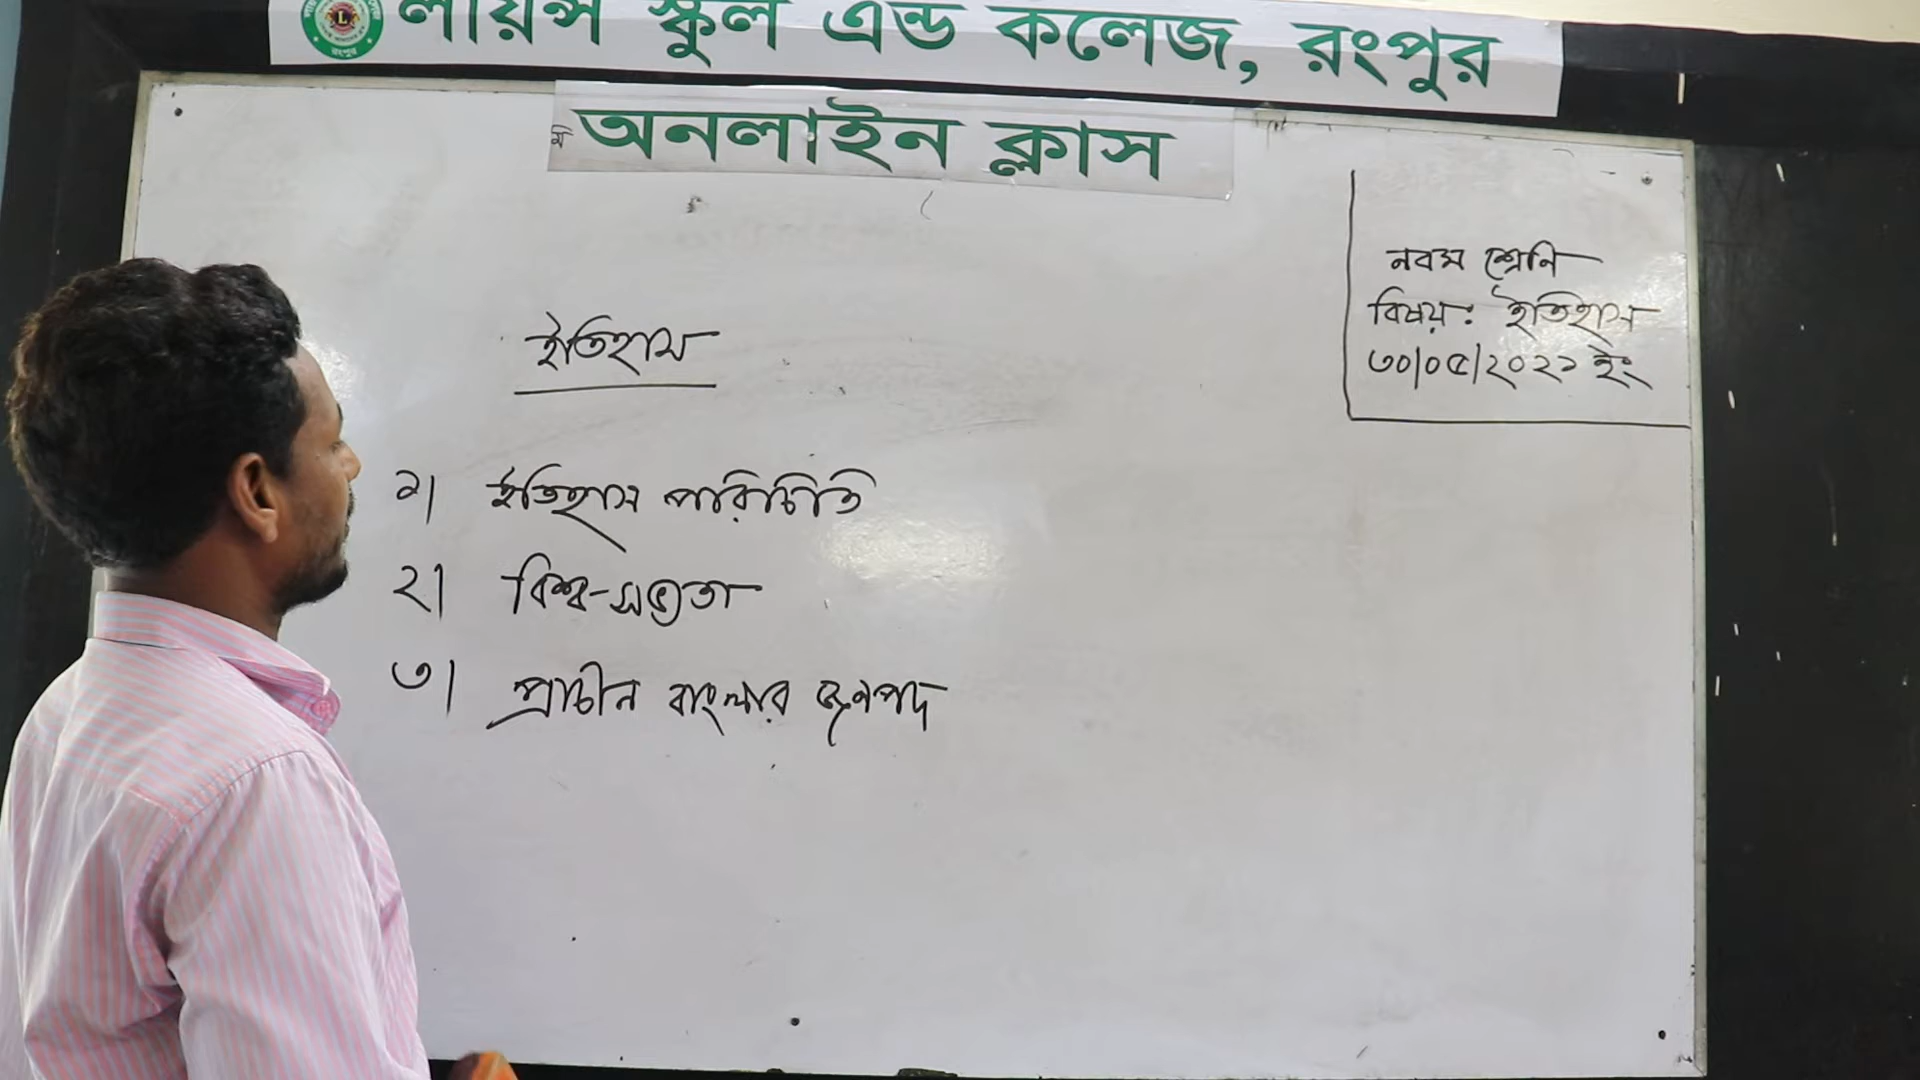 লায়ন্স স্কুল এন্ড কলেজ, রংপুর
অনলাইন ক্লাস
নবম শ্রেনি
বিষয়: ইতিহাস
৩০/০৫/২০২১ ইং
ইতিহাস
১| ইতিহাস পরিচিতি
২| বিশ্ব-সভ্যতা
৩| প্রাচীন বাংলার জনপদ
রংপুর